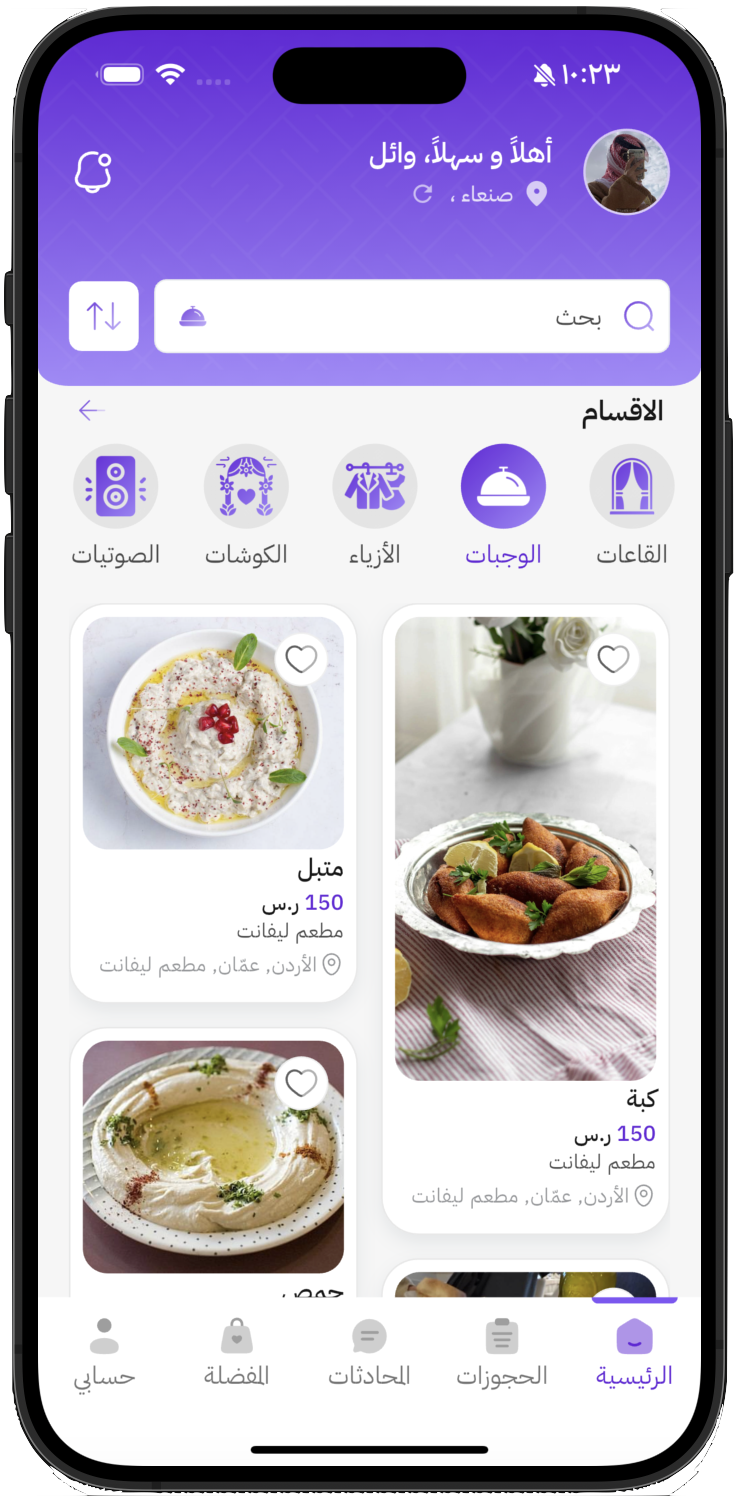 ١٠:٢٣
أهلاً و سهلاً، وائل
صنعاء ،
بحث
الاقسام
القاعات
الوجبات
الأزياء
الكوشات
الصوتيات
كبة
150 ر.س
مطعم ليفانت
الأردن, عمّان, مطعم ليفانت
متبل
150 ر.س
مطعم ليفانت
الأردن, عمّان, مطعم ليفانت
حمص
الرئيسية
الحجوزات
المحادثات
المفضلة
حسابي